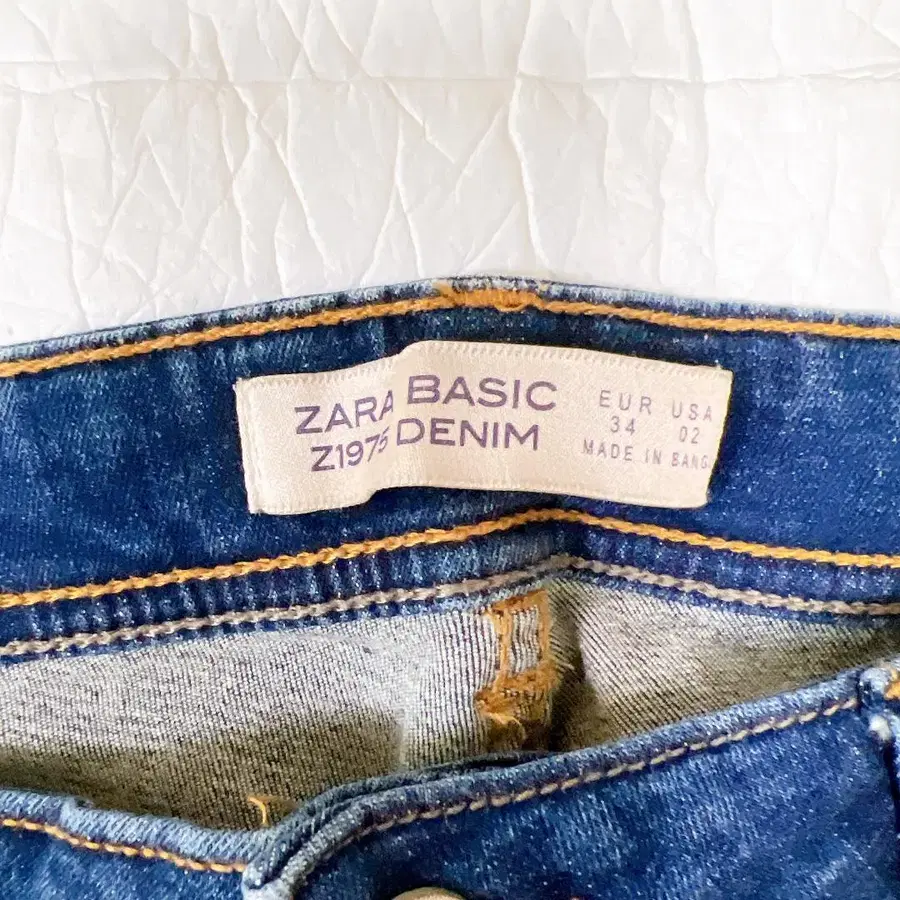 ZARA BASIC
Z1975 DENIM
EUR USA
34 02
MADE IN BANG